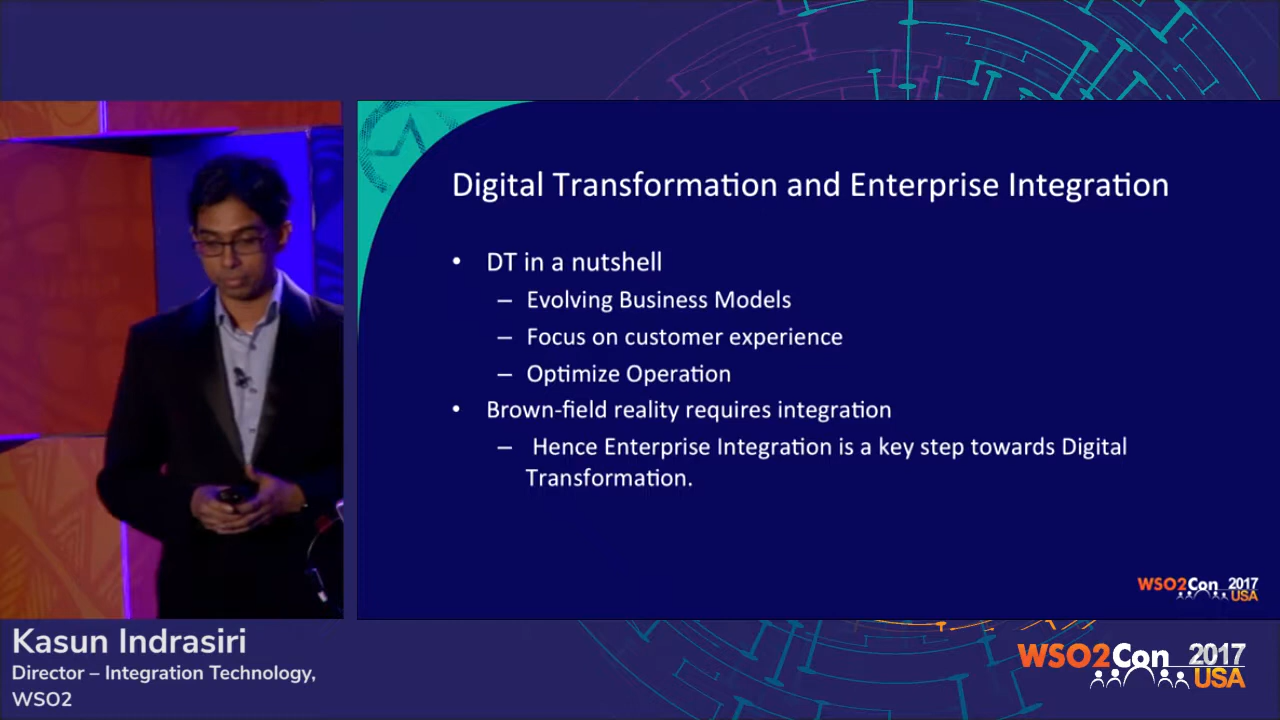 Digital Transformation and Enterprise Integration
• DT in a nutshell
– Evolving Business Models
– Focus on customer experience
– Optimize Operation
• Brown-field reality requires integration
– Hence Enterprise Integration is a key step towards Digital
Transformation.
WSO2Con 2017
USA
Kasun Indrasiri
Director – Integration Technology,
WSO2
WSO2Con 2017
USA